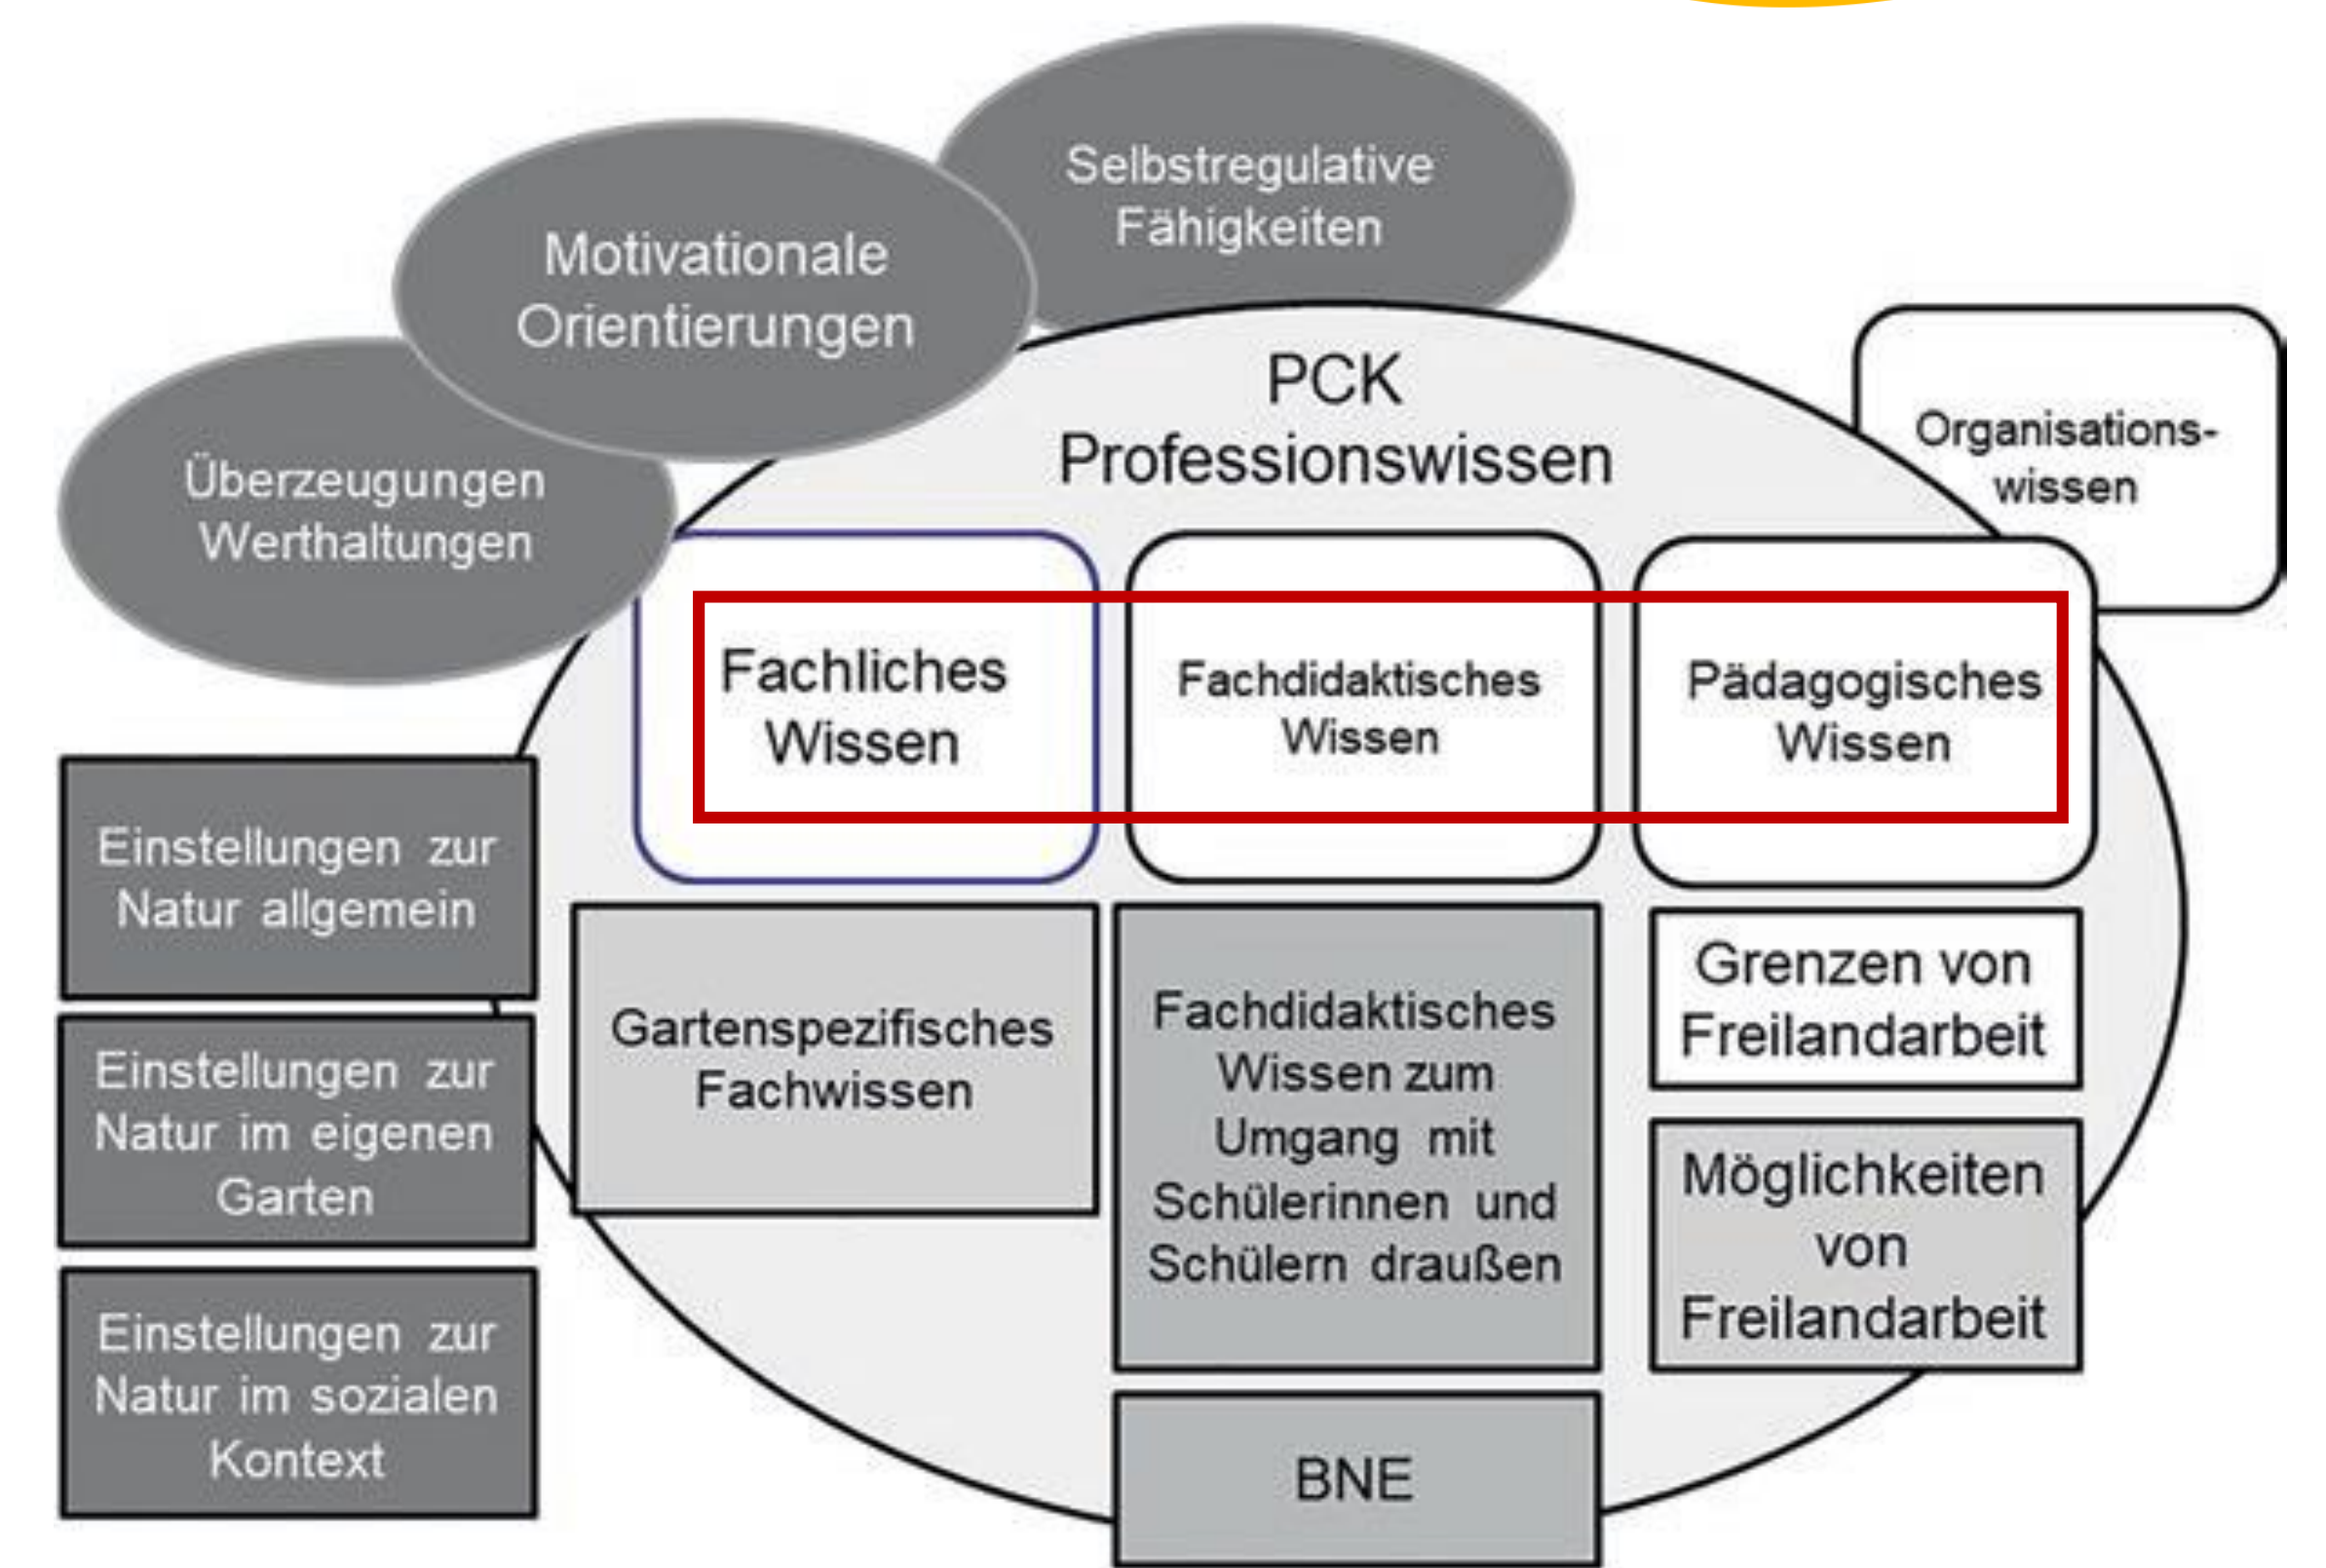 Selbstregulative
Fähigkeiten
Motivationale
Orientierungen
Überzeugungen
Werthaltungen
PCK
Professionswissen
Organisations-
wissen
Fachliches
Wissen
Fachdidaktisches
Wissen
Pädagogisches
Wissen
Einstellungen zur
Natur allgemein
Einstellungen zur
Natur im eigenen
Garten
Einstellungen zur
Natur im sozialen
Kontext
Gartenspezifisches
Fachwissen
Fachdidaktisches
Wissen zum
Umgang mit
Schülerinnen und
Schülern draußen
BNE
Grenzen von
Freilandarbeit
Möglichkeiten
von
Freilandarbeit